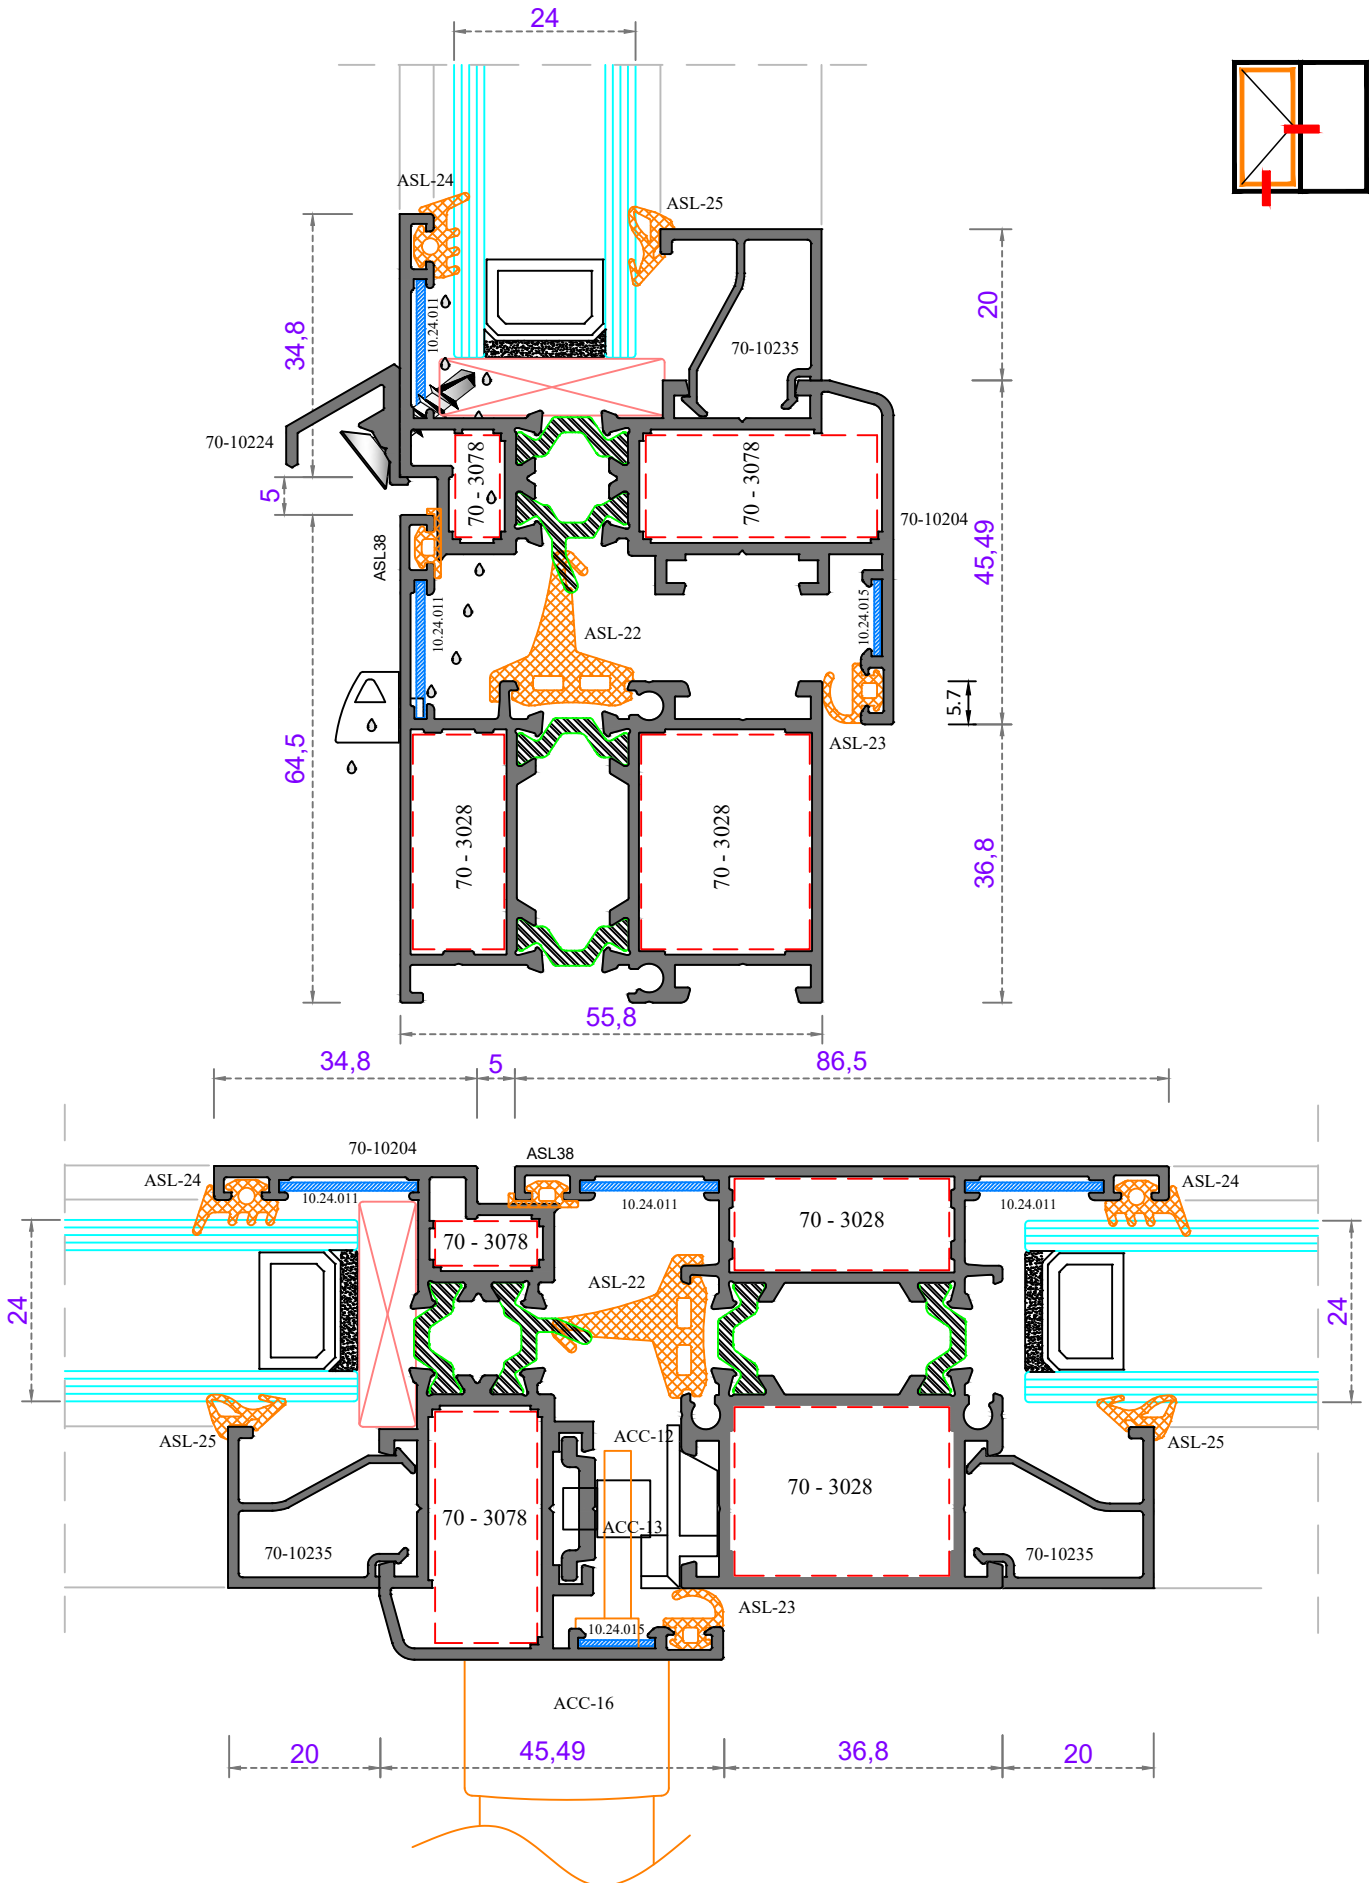 24
ASL-24
ASL-25
10.24.011
34,8
20
70-10235
70-10224
70 - 3078
70 - 3078
5
70-10204
ASL38
45,49
10.24.011
10.24.015
ASL-22
5.7
ASL-23
64,5
70 - 3028
70 - 3028
36,8
55,8
34,8
5
86,5
70-10204
ASL38
ASL-24
ASL-24
10.24.011
10.24.011
10.24.011
70 - 3028
70 - 3078
ASL-22
24
24
ASL-25
ACC-12
ASL-25
70 - 3028
70 - 3078
ACC-13
70-10235
70-10235
ASL-23
10.24.015
ACC-16
20
45,49
36,8
20